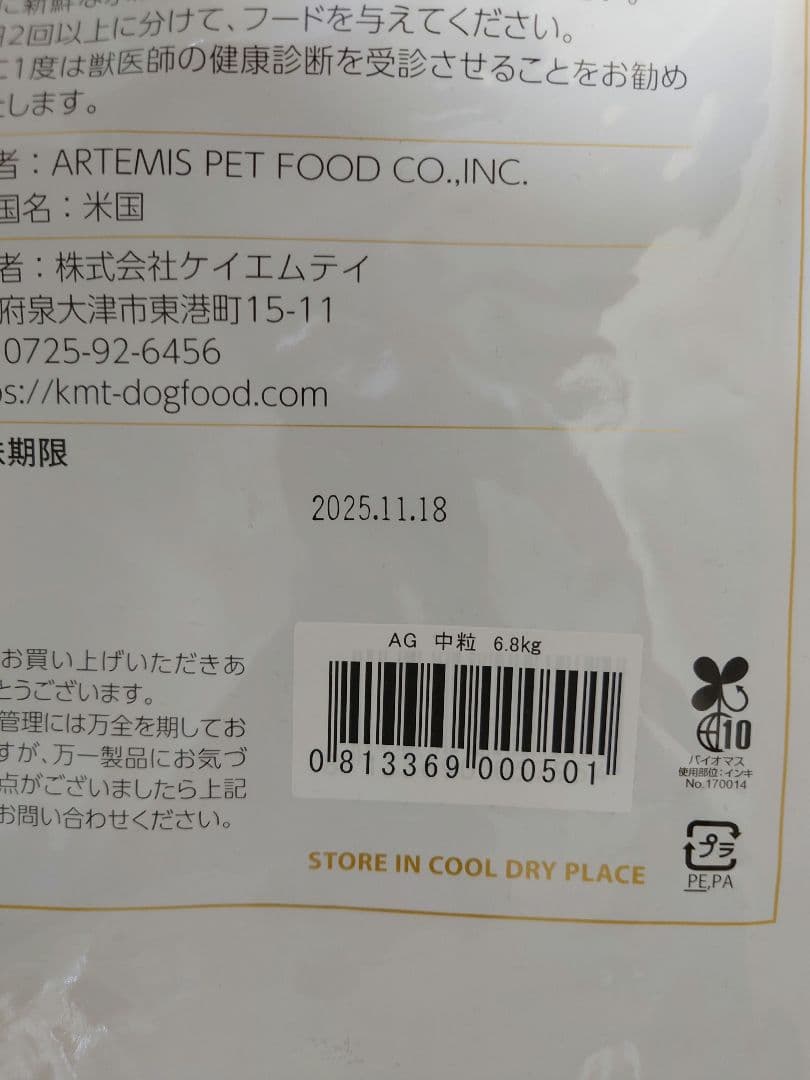 2回以上に分けて、フードを与えてください。
1度は獣医師の健康診断を受診させることをお勧め
します。
者：ARTEMIS PET FOOD CO.,INC.
国名：米国
者：株式会社ケイエムテイ
府泉大津市東港町15-11
0725-92-6456
s://kmt-dogfood.com
期限
2025.11.18
AG 中粒 6.8kg
0 813369 000501
お買い上げいただきあ
とうございます。
管理には万全を期してお
すが、万一製品にお気づ
点がございましたら上記
お問い合わせください。
10
バイオマス
使用部位：インキ
No.170014
STORE IN COOL DRY PLACE
プラ
PE,PA